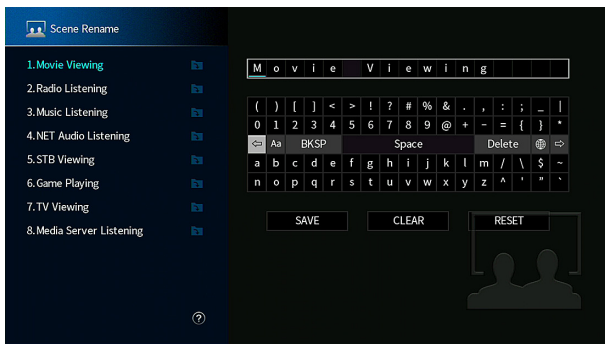 Scene Rename
1.Movie Viewing
2.Radio Listening
3.Music Listening
4.NET Audio Listening
5.STB Viewing
6.Game Playing
7.TV Viewing
8.Media Server Listening
Movie Viewing
( ) [ ] < > ! ? # % & . , : ; _ |
0 1 2 3 4 5 6 7 8 9 @ + - = { } *
⇦ Aa BKSP Space Delete ⇨
a b c d e f g h i j k l m / \ $ ~
n o p q r s t u v w x y z ^ ' " `
SAVE CLEAR RESET
?